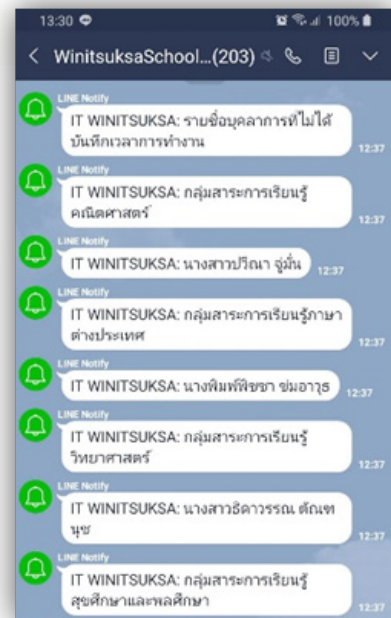 13:30
100%
WinitsuksaSchool...(203)
LINE Notify
IT WINITSUKSA: รายชื่อบุคลาการที่ไม่ได้
บันทึกเวลาการทำงาน
12:37
LINE Notify
IT WINITSUKSA: กลุ่มสาระการเรียนรู้
คณิตศาสตร์
12:37
LINE Notify
IT WINITSUKSA: นางสาวปวีณา อู่มั่น
12:37
LINE Notify
IT WINITSUKSA: กลุ่มสาระการเรียนรู้ภาษา
ต่างประเทศ
12:37
LINE Notify
IT WINITSUKSA: นางพิมพ์พิชชา ข่มอาวุธ
12:37
LINE Notify
IT WINITSUKSA: กลุ่มสาระการเรียนรู้
วิทยาศาสตร์
12:37
LINE Notify
IT WINITSUKSA: นางสาวธิดาวรรณ ตัณฑ
นุช
12:37
LINE Notify
IT WINITSUKSA: กลุ่มสาระการเรียนรู้
สุขศึกษาและพลศึกษา
12:37